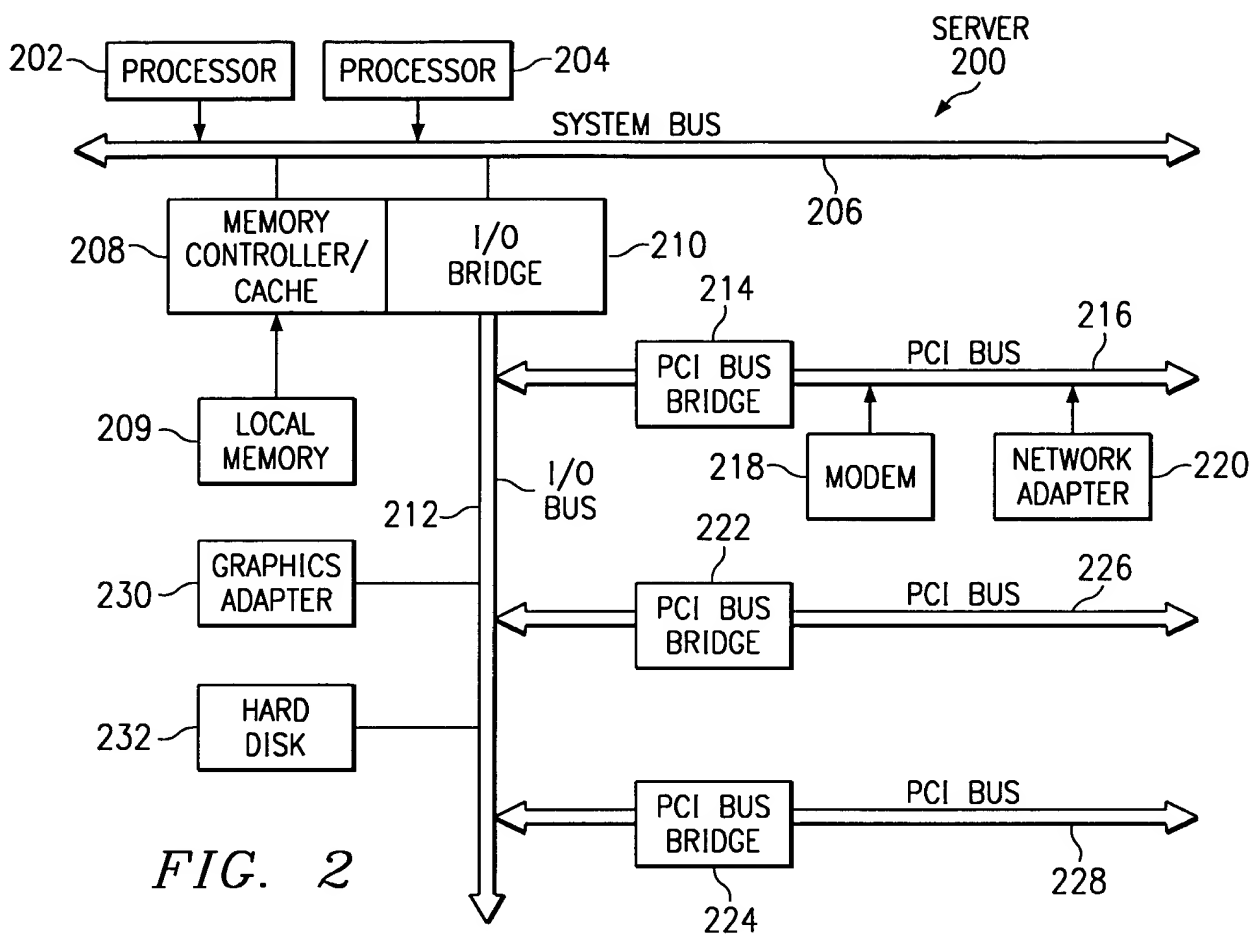 SERVER
200
202
PROCESSOR
PROCESSOR
204
SYSTEM BUS
206
208
MEMORY
CONTROLLER/
CACHE
I/O
BRIDGE
210
214
216
PCI BUS
BRIDGE
PCI BUS
209
LOCAL
MEMORY
218
MODEM
NETWORK
ADAPTER
220
212
I/O
BUS
222
226
230
GRAPHICS
ADAPTER
PCI BUS
BRIDGE
PCI BUS
232
HARD
DISK
PCI BUS
BRIDGE
PCI BUS
228
224
FIG. 2